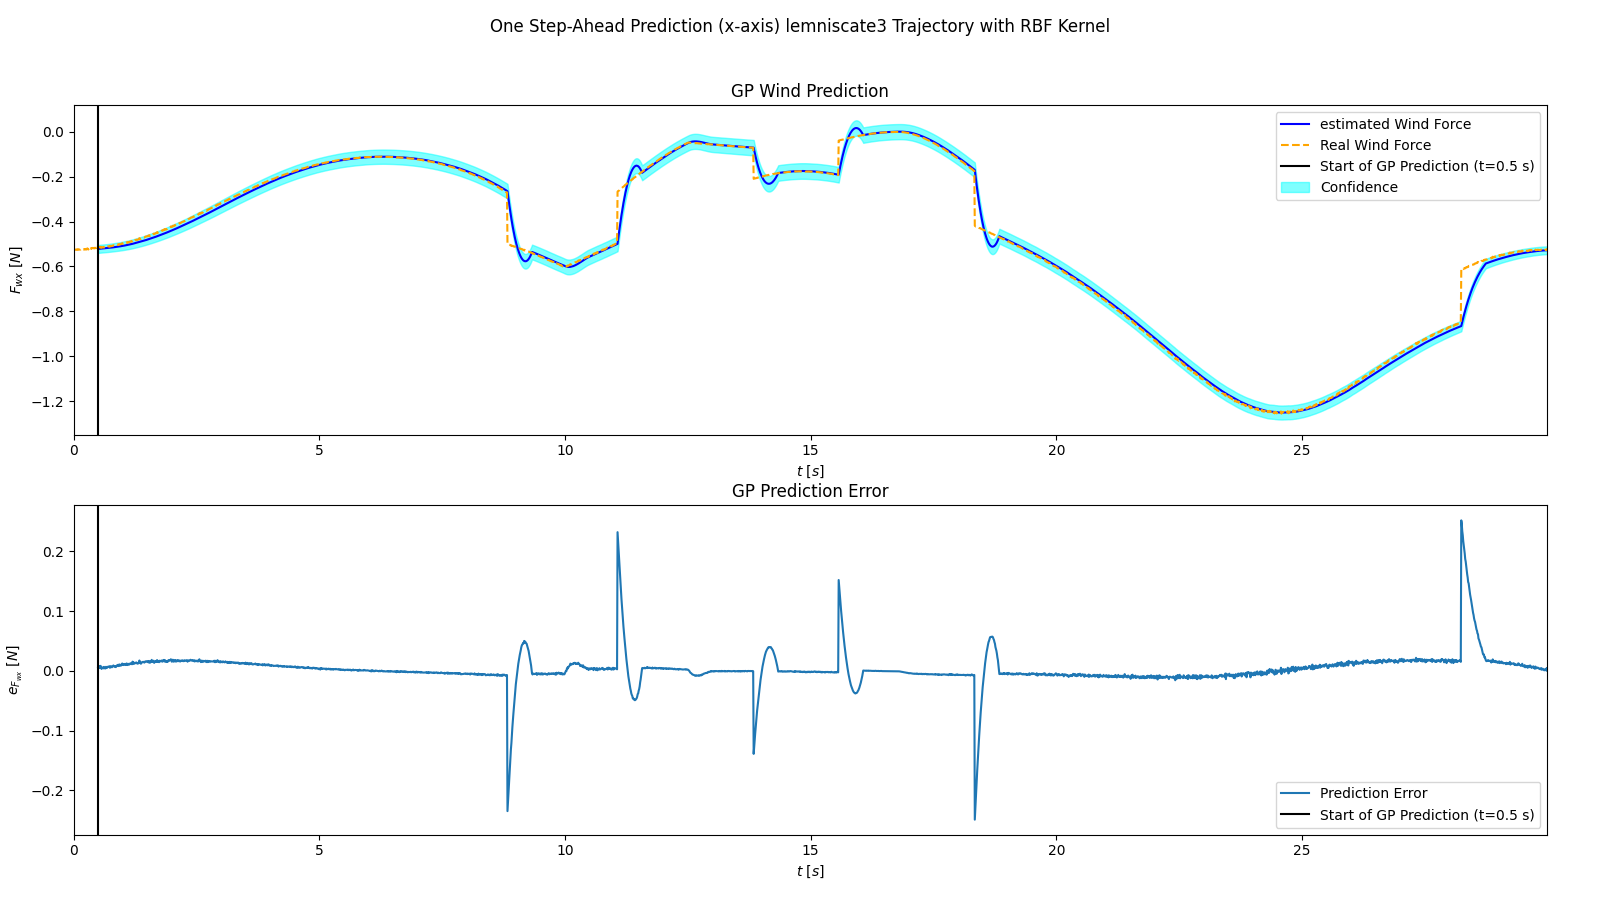 One Step-Ahead Prediction (x-axis) lemniscate3 Trajectory with RBF Kernel
GP Wind Prediction
0.0
−0.2
−0.4
−0.6
−0.8
−1.0
−1.2
F_wx [N]
estimated Wind Force
Real Wind Force
Start of GP Prediction (t=0.5 s)
Confidence
0 5 10 15 20 25
t [s]
GP Prediction Error
0.2
0.1
0.0
−0.1
−0.2
e_F_wx [N]
Prediction Error
Start of GP Prediction (t=0.5 s)
0 5 10 15 20 25
t [s]